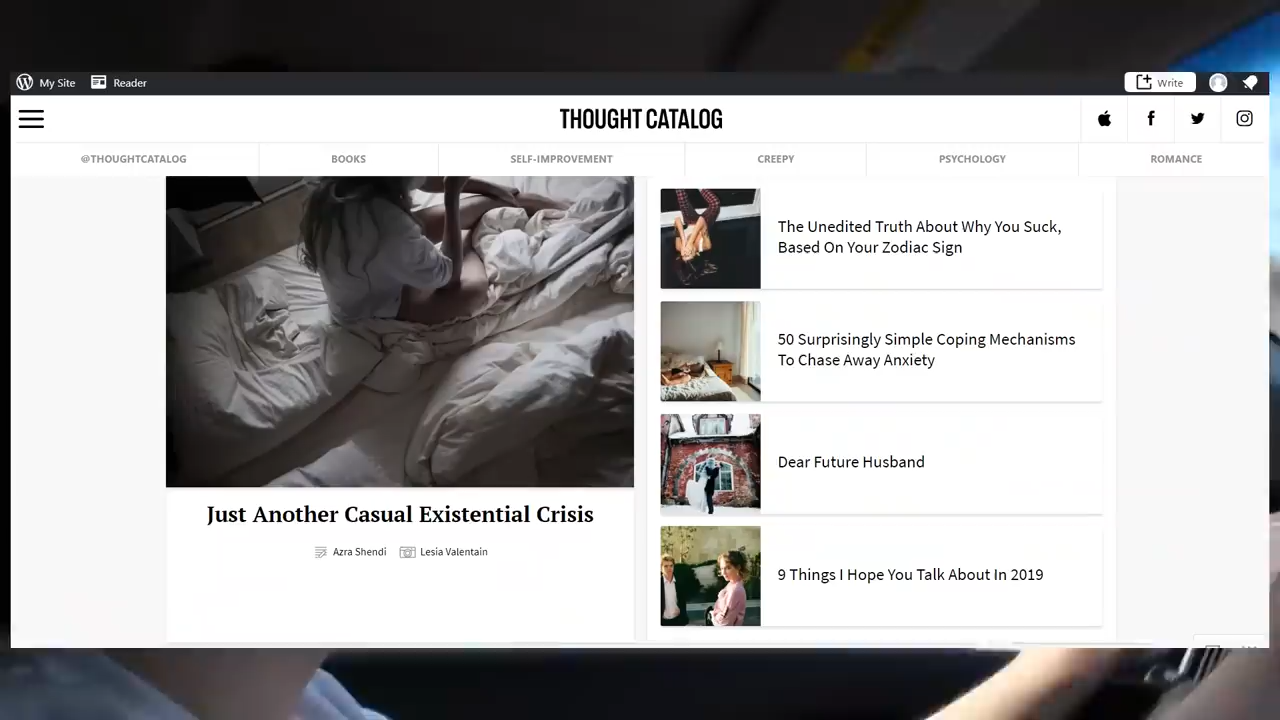 My Site
Reader
Write
THOUGHT CATALOG
@THOUGHTCATALOG
BOOKS
SELF-IMPROVEMENT
CREEPY
PSYCHOLOGY
ROMANCE
Just Another Casual Existential Crisis
Azra Shendi
Lesia Valentain
The Unedited Truth About Why You Suck,
Based On Your Zodiac Sign
50 Surprisingly Simple Coping Mechanisms
To Chase Away Anxiety
Dear Future Husband
9 Things I Hope You Talk About In 2019